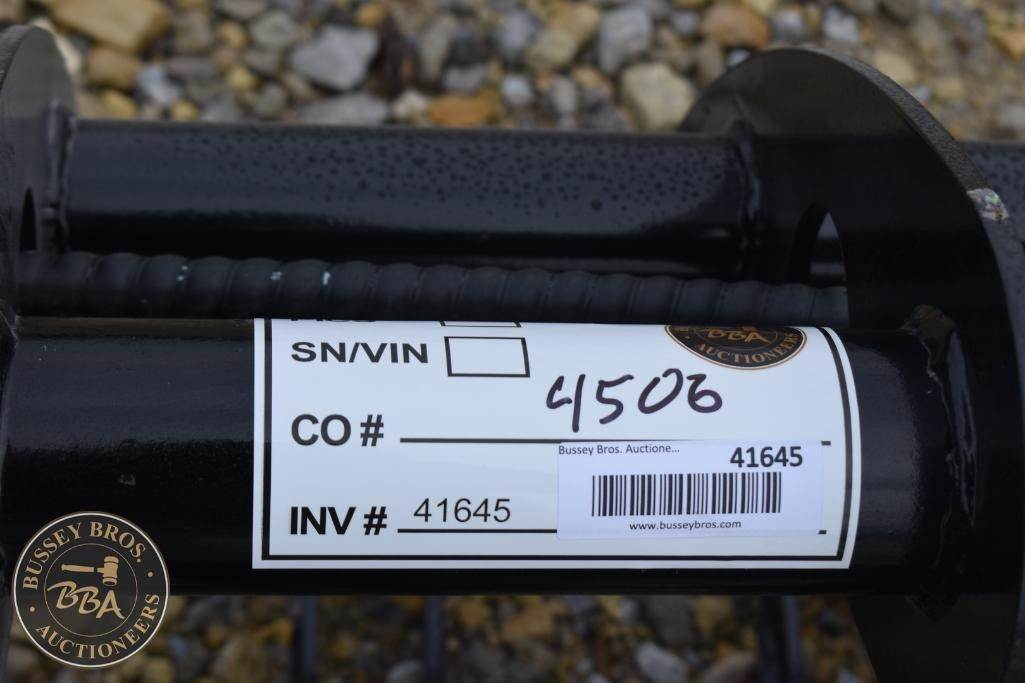 BBA
AUCTIONEERS
SN/VIN
4506
CO #
Bussey Bros. Auctione...
41645
INV # 41645
www.busseybros.com
BUSSEY BROS.
BBA
AUCTIONEERS